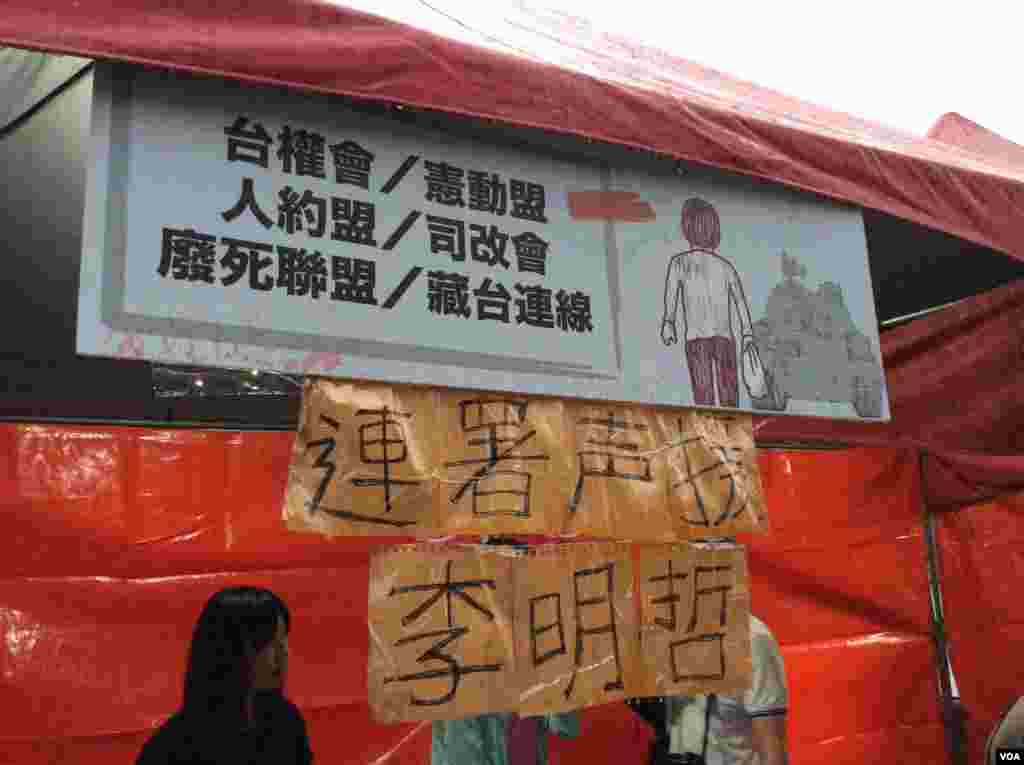 台權會／憲動盟
人約盟／司改會
廢死聯盟／藏台連線
連署声援
李明哲
VOA